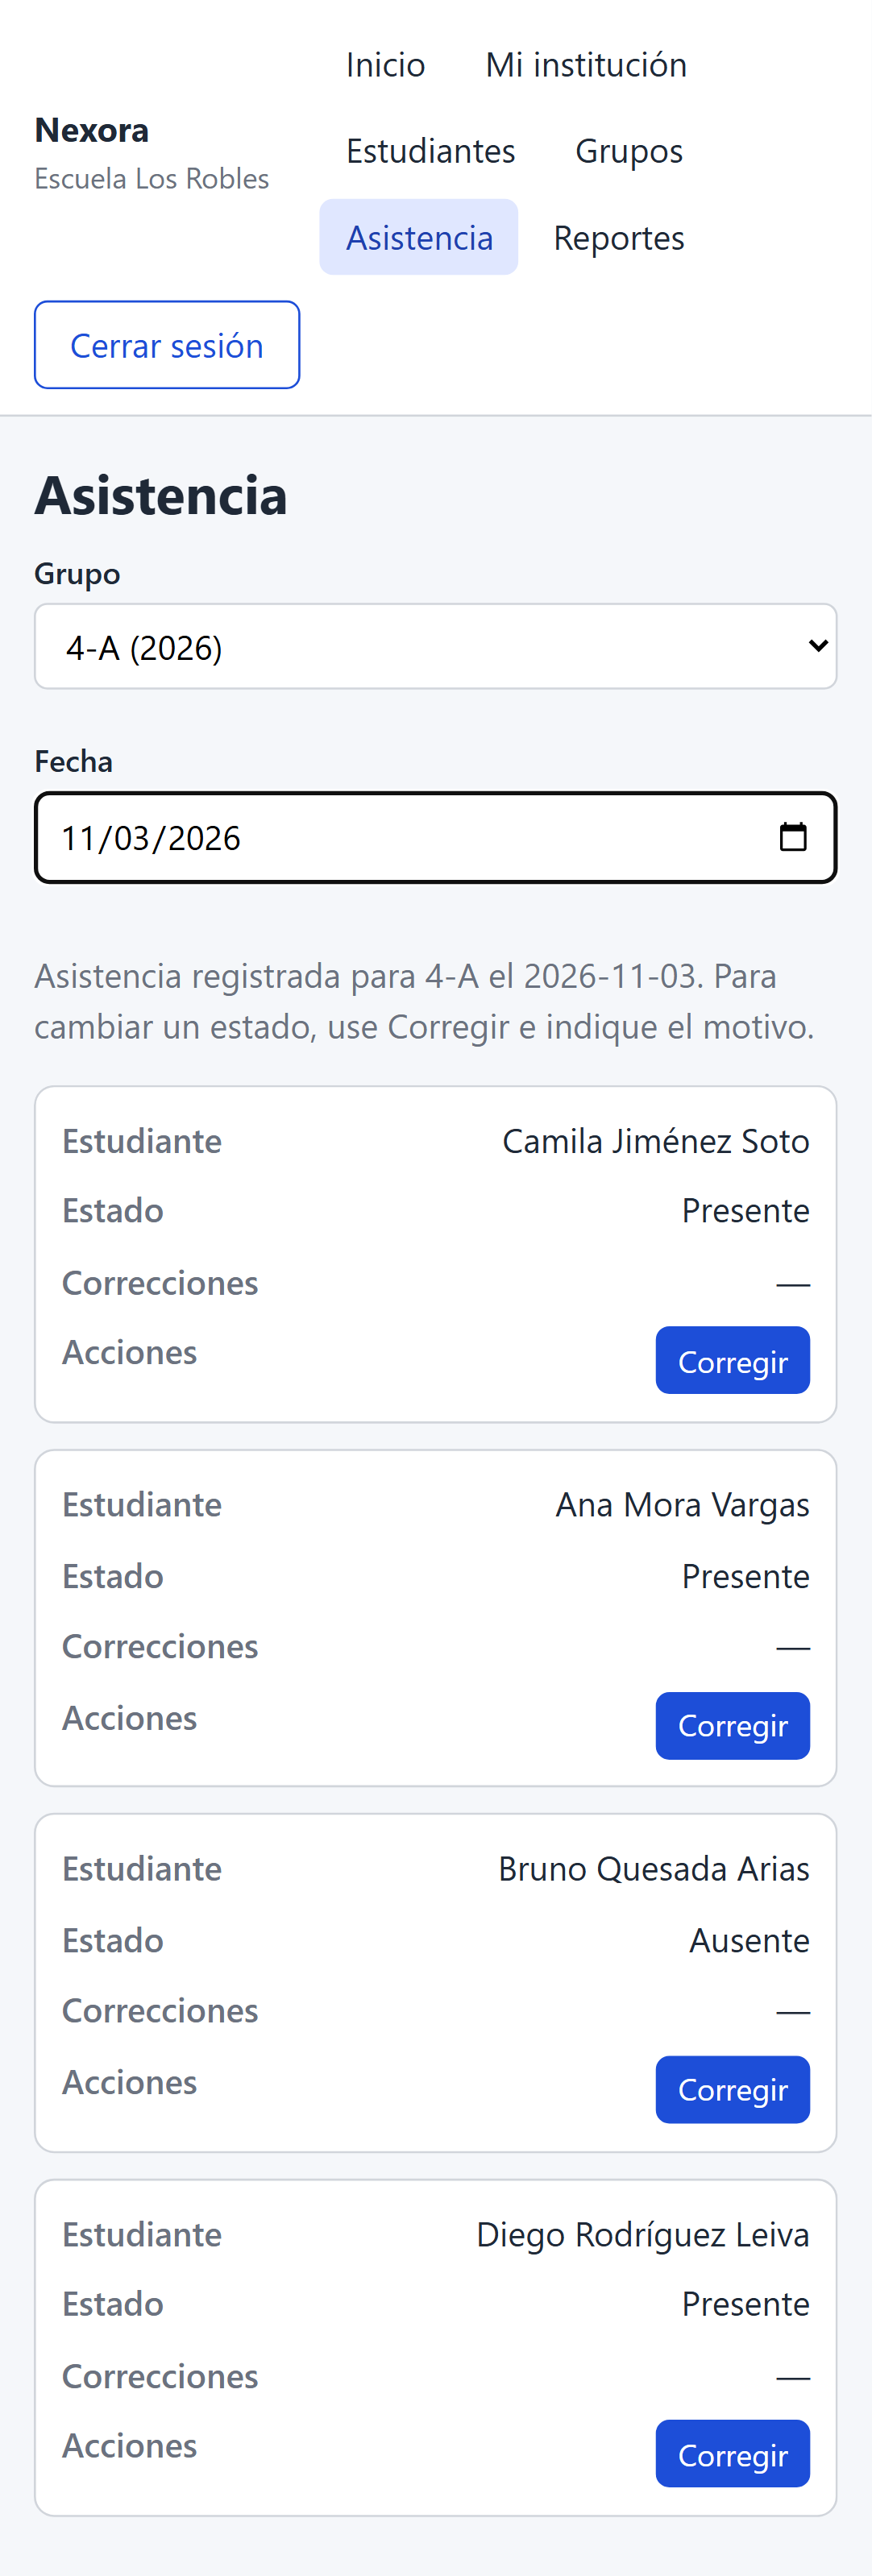 Nexora
Escuela Los Robles
Inicio Mi institución
Estudiantes Grupos
Asistencia Reportes
Cerrar sesión
Asistencia
Grupo
4-A (2026)
Fecha
11/03/2026
Asistencia registrada para 4-A el 2026-11-03. Para
cambiar un estado, use Corregir e indique el motivo.
Estudiante Camila Jiménez Soto
Estado Presente
Correcciones —
Acciones Corregir
Estudiante Ana Mora Vargas
Estado Presente
Correcciones —
Acciones Corregir
Estudiante Bruno Quesada Arias
Estado Ausente
Correcciones —
Acciones Corregir
Estudiante Diego Rodríguez Leiva
Estado Presente
Correcciones —
Acciones Corregir